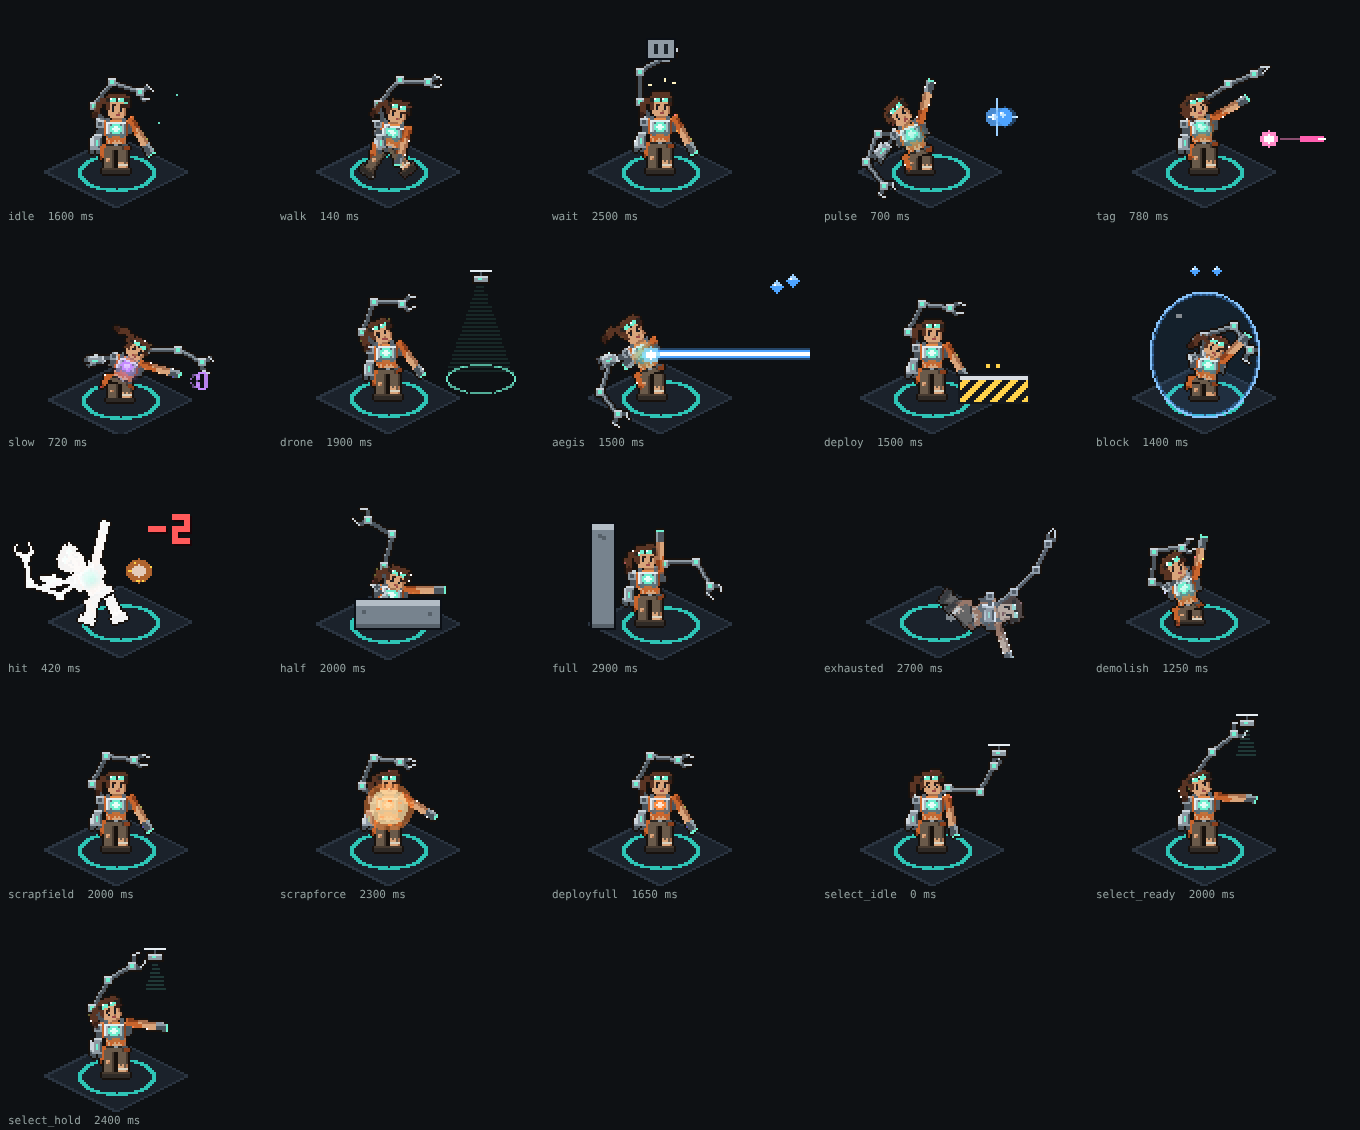 idle 1600 ms
walk 140 ms
wait 2500 ms
pulse 700 ms
tag 780 ms
slow 720 ms
drone 1900 ms
aegis 1500 ms
deploy 1500 ms
block 1400 ms
-2
hit 420 ms
half 2000 ms
full 2900 ms
exhausted 2700 ms
demolish 1250 ms
scrapfield 2000 ms
scrapforce 2300 ms
deployfull 1650 ms
select_idle 0 ms
select_ready 2000 ms
select_hold 2400 ms